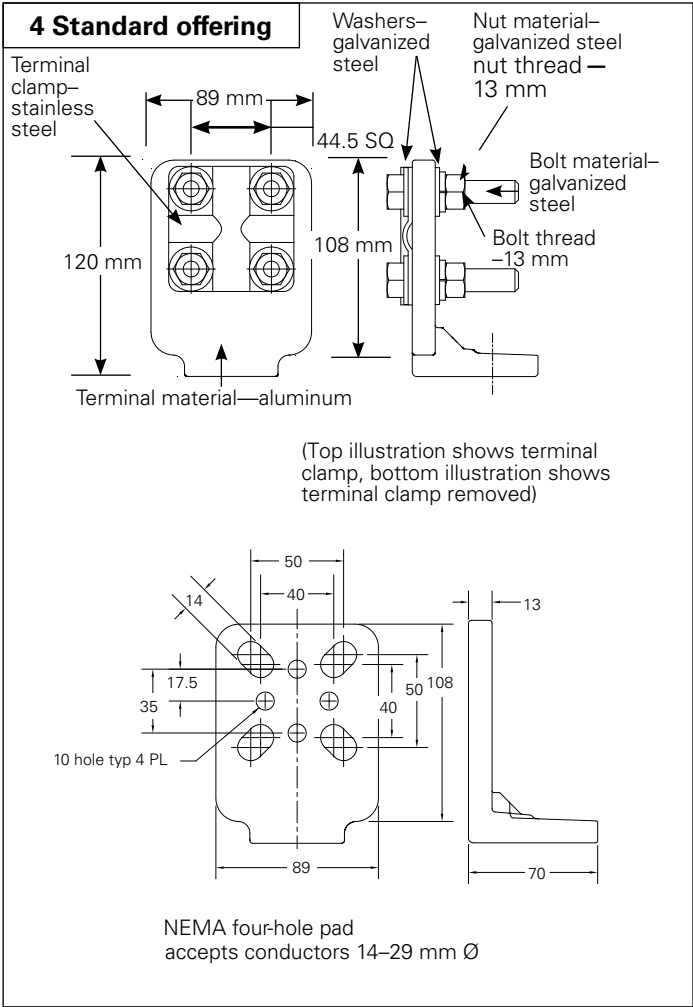 4 Standard offering
Washers–
galvanized
steel
Nut material–
galvanized steel
nut thread —
13 mm
Terminal
clamp–
stainless
steel
89 mm
44.5 SQ
Bolt material–
galvanized
steel
Bolt thread
–13 mm
120 mm
108 mm
Terminal material—aluminum
(Top illustration shows terminal
clamp, bottom illustration shows
terminal clamp removed)
50
14
40
13
17.5
35
50
108
40
10 hole typ 4 PL
89
70
NEMA four-hole pad
accepts conductors 14–29 mm Ø